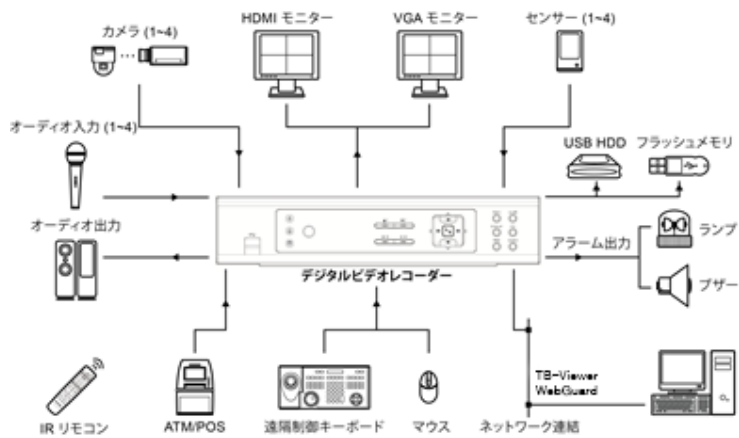 カメラ (1~4)
HDMI モニター
VGA モニター
センサー (1~4)
オーディオ入力 (1~4)
USB HDD
フラッシュメモリ
オーディオ出力
アラーム出力
ランプ
ブザー
デジタルビデオレコーダー
TB-Viewer
WebGuard
IR リモコン
ATM/POS
遠隔制御キーボード
マウス
ネットワーク連結